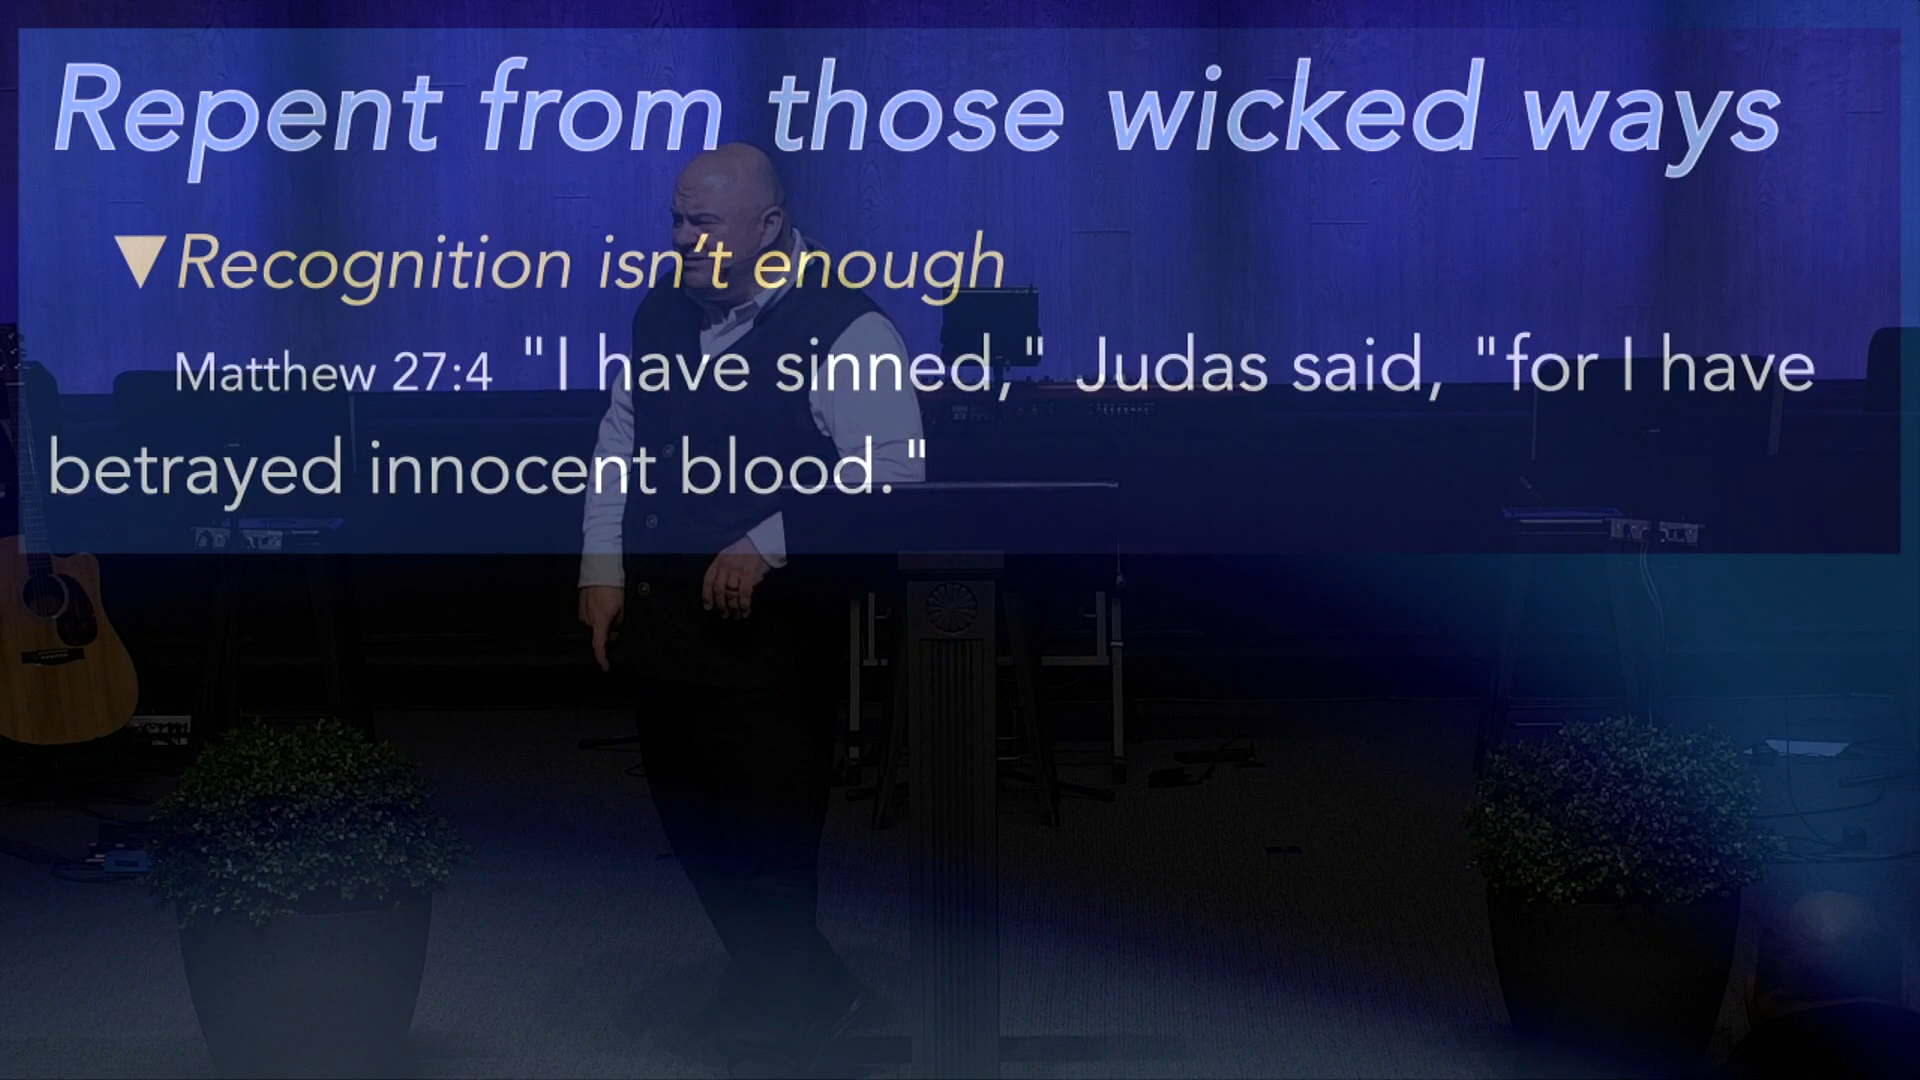 Repent from those wicked ways
▼Recognition isn’t enough
Matthew 27:4 "I have sinned," Judas said, "for I have
betrayed innocent blood."